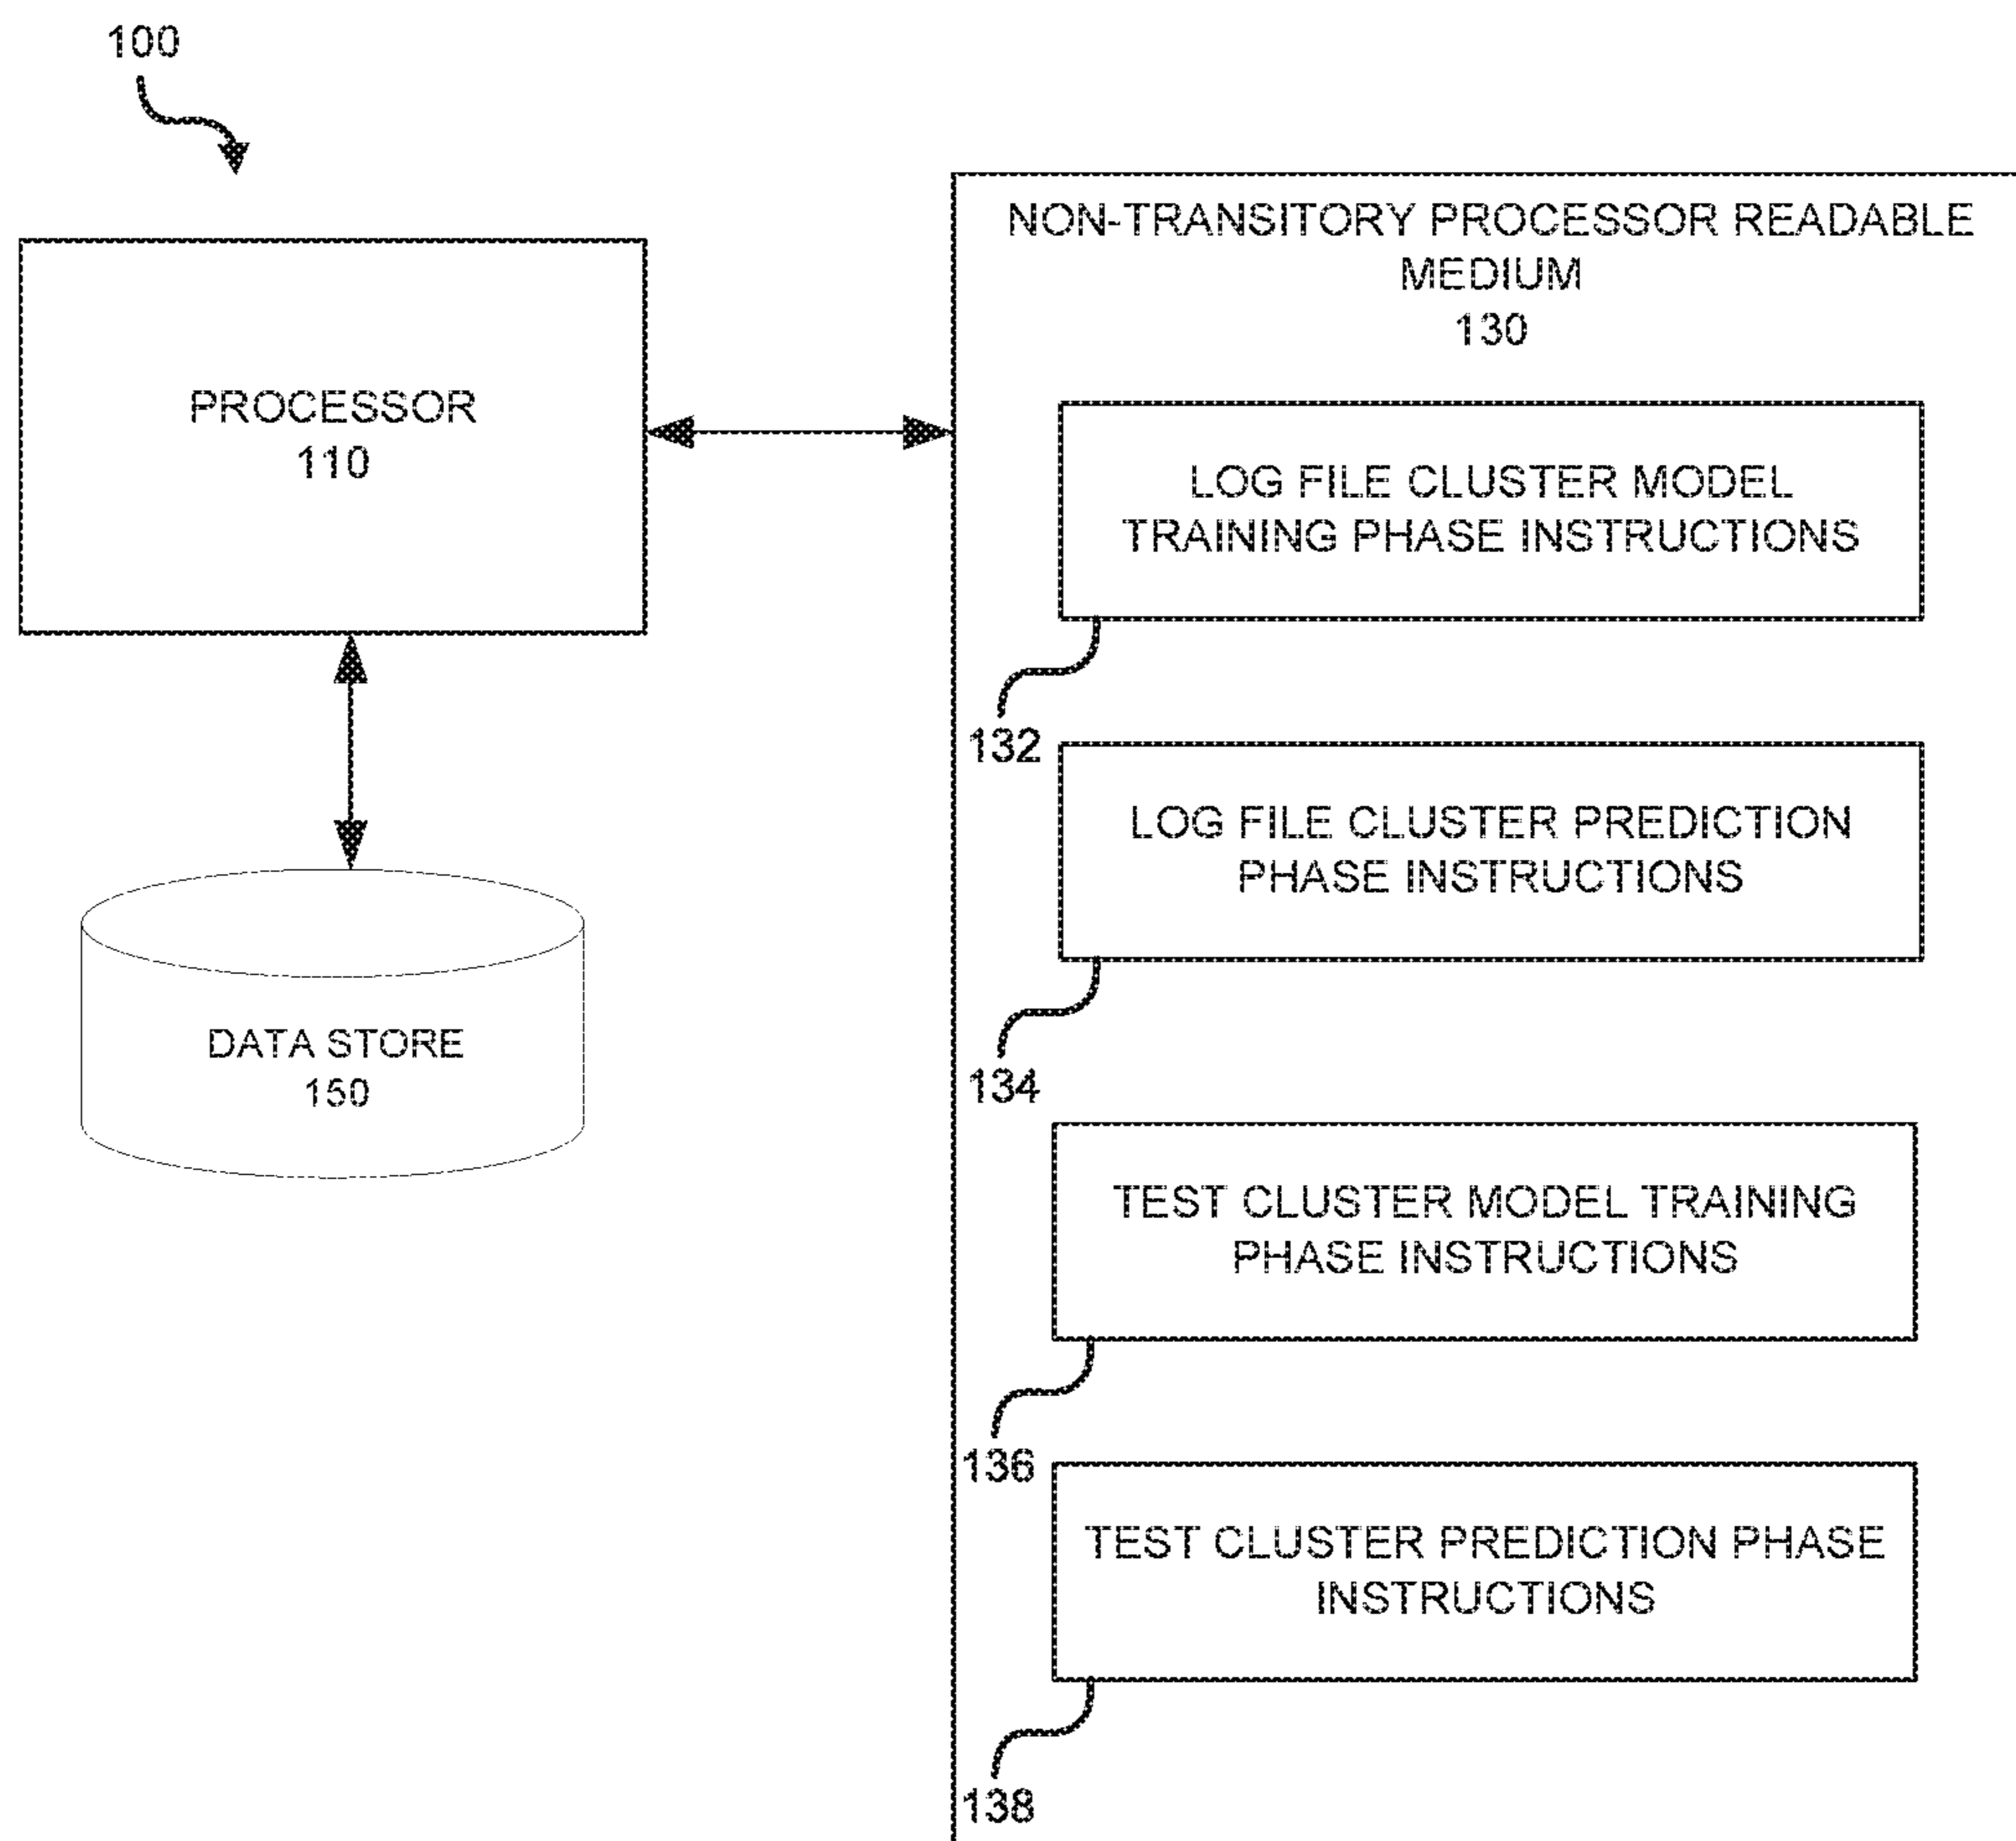 100
PROCESSOR
110
DATA STORE
150
NON-TRANSITORY PROCESSOR READABLE
MEDIUM
130
LOG FILE CLUSTER MODEL
TRAINING PHASE INSTRUCTIONS
132
LOG FILE CLUSTER PREDICTION
PHASE INSTRUCTIONS
134
TEST CLUSTER MODEL TRAINING
PHASE INSTRUCTIONS
136
TEST CLUSTER PREDICTION PHASE
INSTRUCTIONS
138